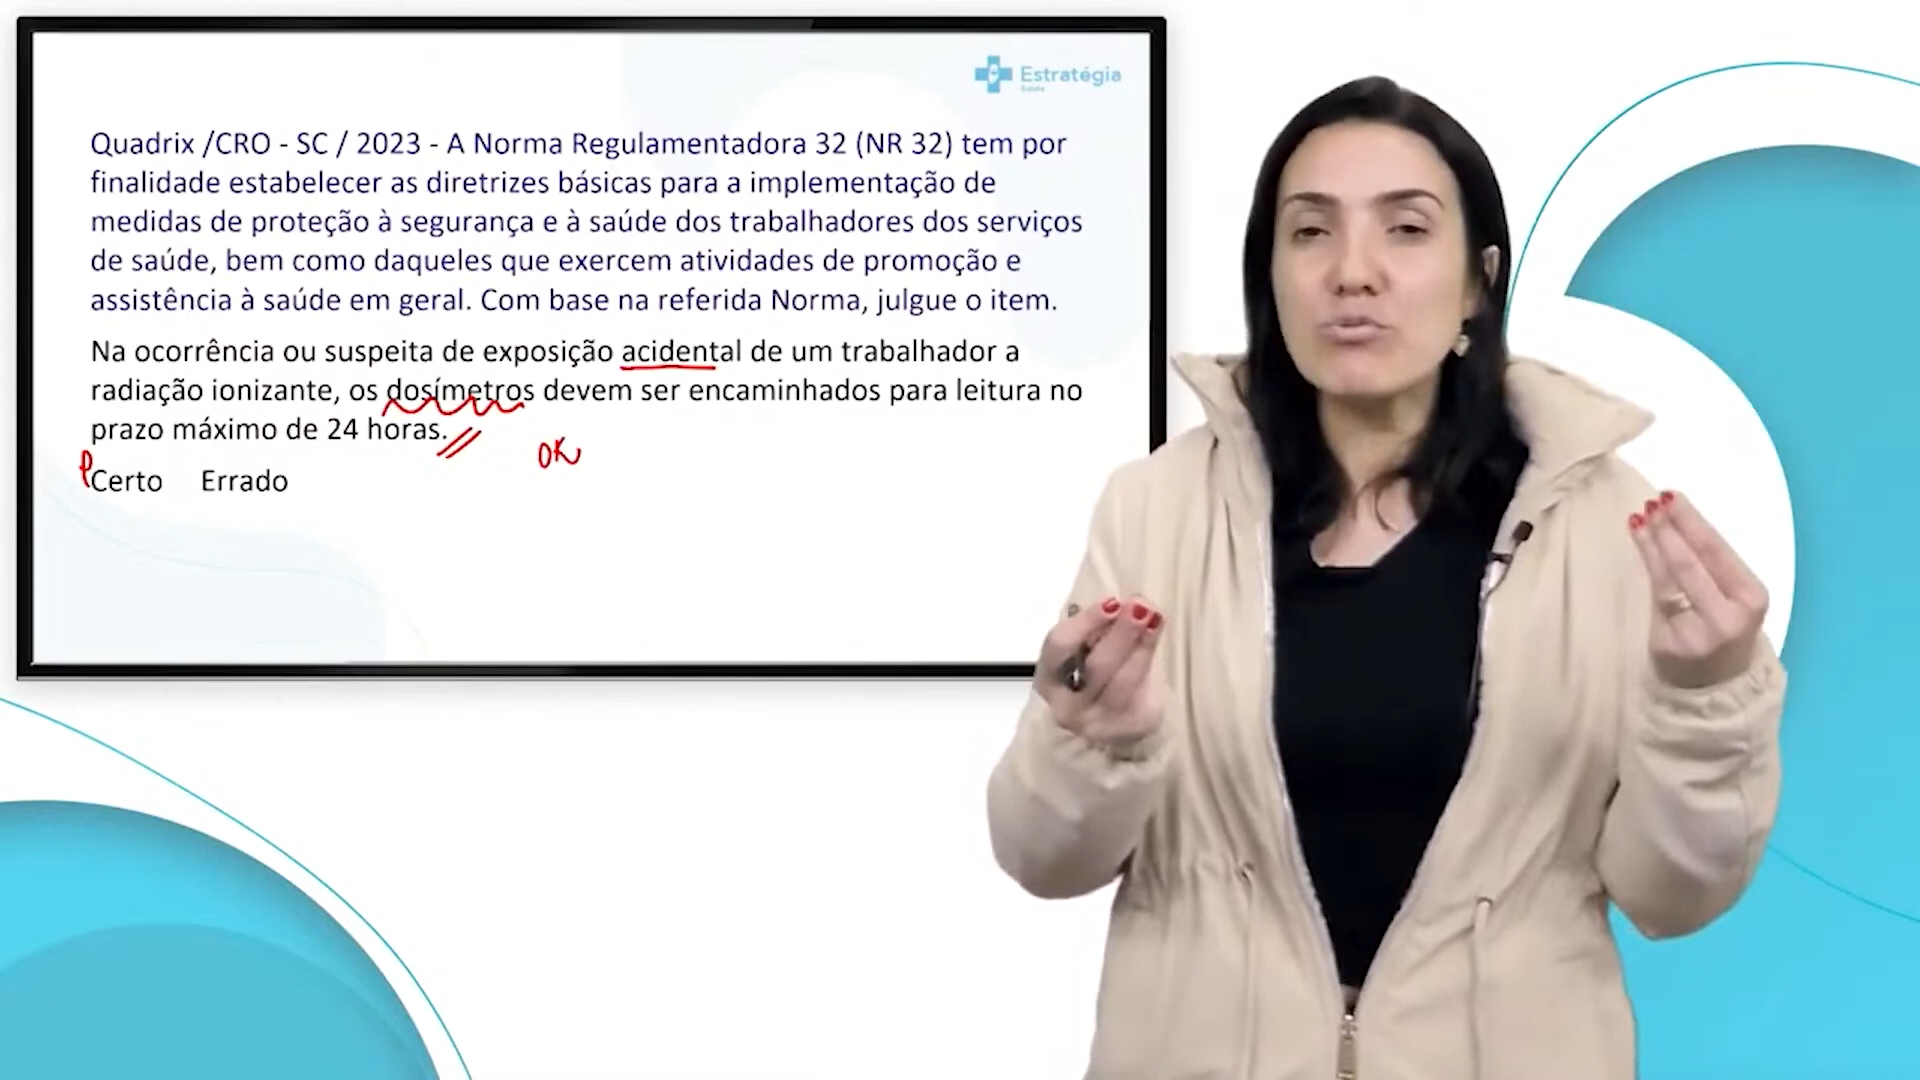 Estratégia
Saúde
Quadrix /CRO - SC / 2023 - A Norma Regulamentadora 32 (NR 32) tem por
finalidade estabelecer as diretrizes básicas para a implementação de
medidas de proteção à segurança e à saúde dos trabalhadores dos serviços
de saúde, bem como daqueles que exercem atividades de promoção e
assistência à saúde em geral. Com base na referida Norma, julgue o item.
Na ocorrência ou suspeita de exposição acidental de um trabalhador a
radiação ionizante, os dosímetros devem ser encaminhados para leitura no
prazo máximo de 24 horas.
OK
Certo Errado